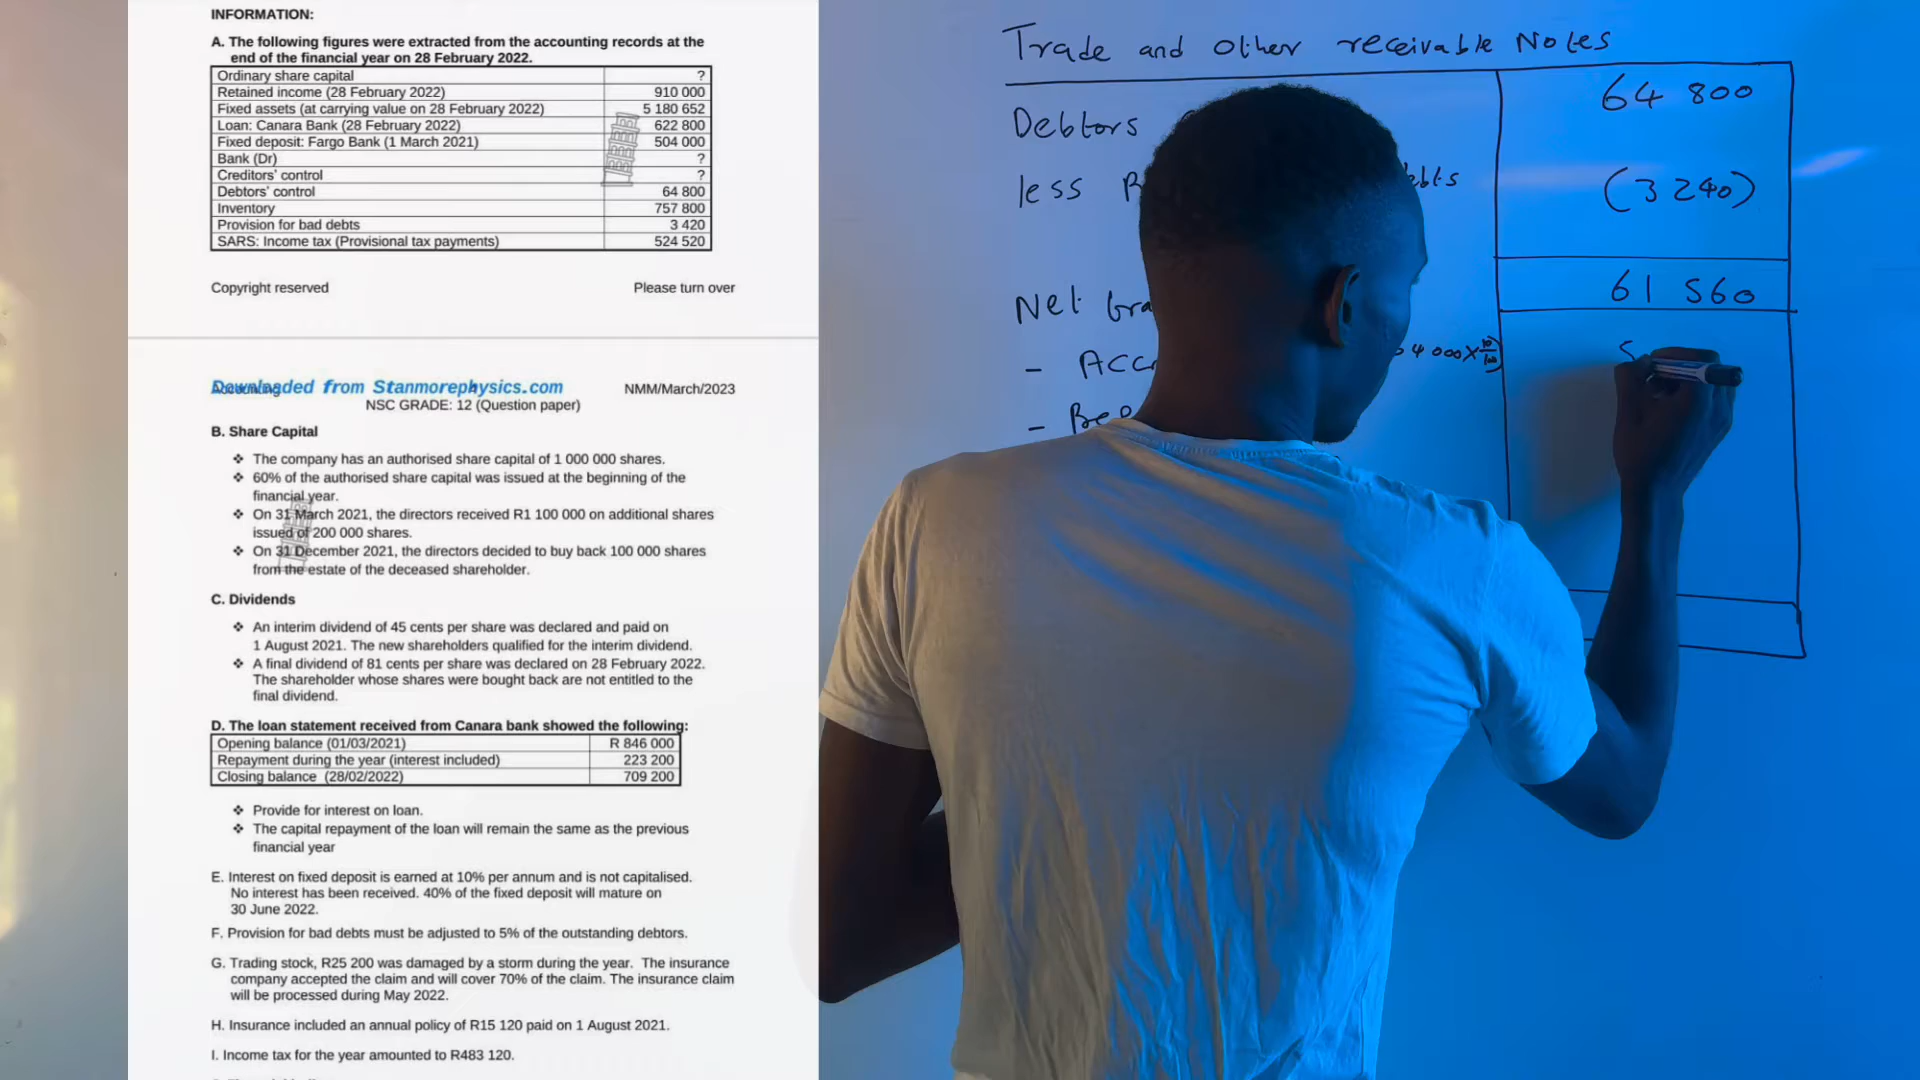 INFORMATION:
A. The following figures were extracted from the accounting records at the
end of the financial year on 28 February 2022.
Ordinary share capital ?
Retained income (28 February 2022) 910 000
Fixed assets (at carrying value on 28 February 2022) 5 180 652
Loan: Canara Bank (28 February 2022) 622 800
Fixed deposit: Fargo Bank (1 March 2021) 504 000
Bank (Dr) ?
Creditors' control ?
Debtors' control 64 800
Inventory 757 800
Provision for bad debts 3 420
SARS: Income tax (Provisional tax payments) 524 520
Copyright reserved Please turn over
Downloaded from Stanmorephysics.com NMM/March/2023
NSC GRADE: 12 (Question paper)
B. Share Capital
❖ The company has an authorised share capital of 1 000 000 shares.
❖ 60% of the authorised share capital was issued at the beginning of the
financial year.
❖ On 31 March 2021, the directors received R1 100 000 on additional shares
issued of 200 000 shares.
❖ On 31 December 2021, the directors decided to buy back 100 000 shares
from the estate of the deceased shareholder.
C. Dividends
❖ An interim dividend of 45 cents per share was declared and paid on
1 August 2021. The new shareholders qualified for the interim dividend.
❖ A final dividend of 81 cents per share was declared on 28 February 2022.
The shareholder whose shares were bought back are not entitled to the
final dividend.
D. The loan statement received from Canara bank showed the following:
Opening balance (01/03/2021) R 846 000
Repayment during the year (interest included) 223 200
Closing balance (28/02/2022) 709 200
❖ Provide for interest on loan.
❖ The capital repayment of the loan will remain the same as the previous
financial year
E. Interest on fixed deposit is earned at 10% per annum and is not capitalised.
No interest has been received. 40% of the fixed deposit will mature on
30 June 2022.
F. Provision for bad debts must be adjusted to 5% of the outstanding debtors.
G. Trading stock, R25 200 was damaged by a storm during the year. The insurance
company accepted the claim and will cover 70% of the claim. The insurance claim
will be processed during May 2022.
H. Insurance included an annual policy of R15 120 paid on 1 August 2021.
I. Income tax for the year amounted to R483 120.
Trade and other receivable Notes
Debtors 64 800
less (3 240)
Net 61 560
- 4 000 X 10/100) 5
-